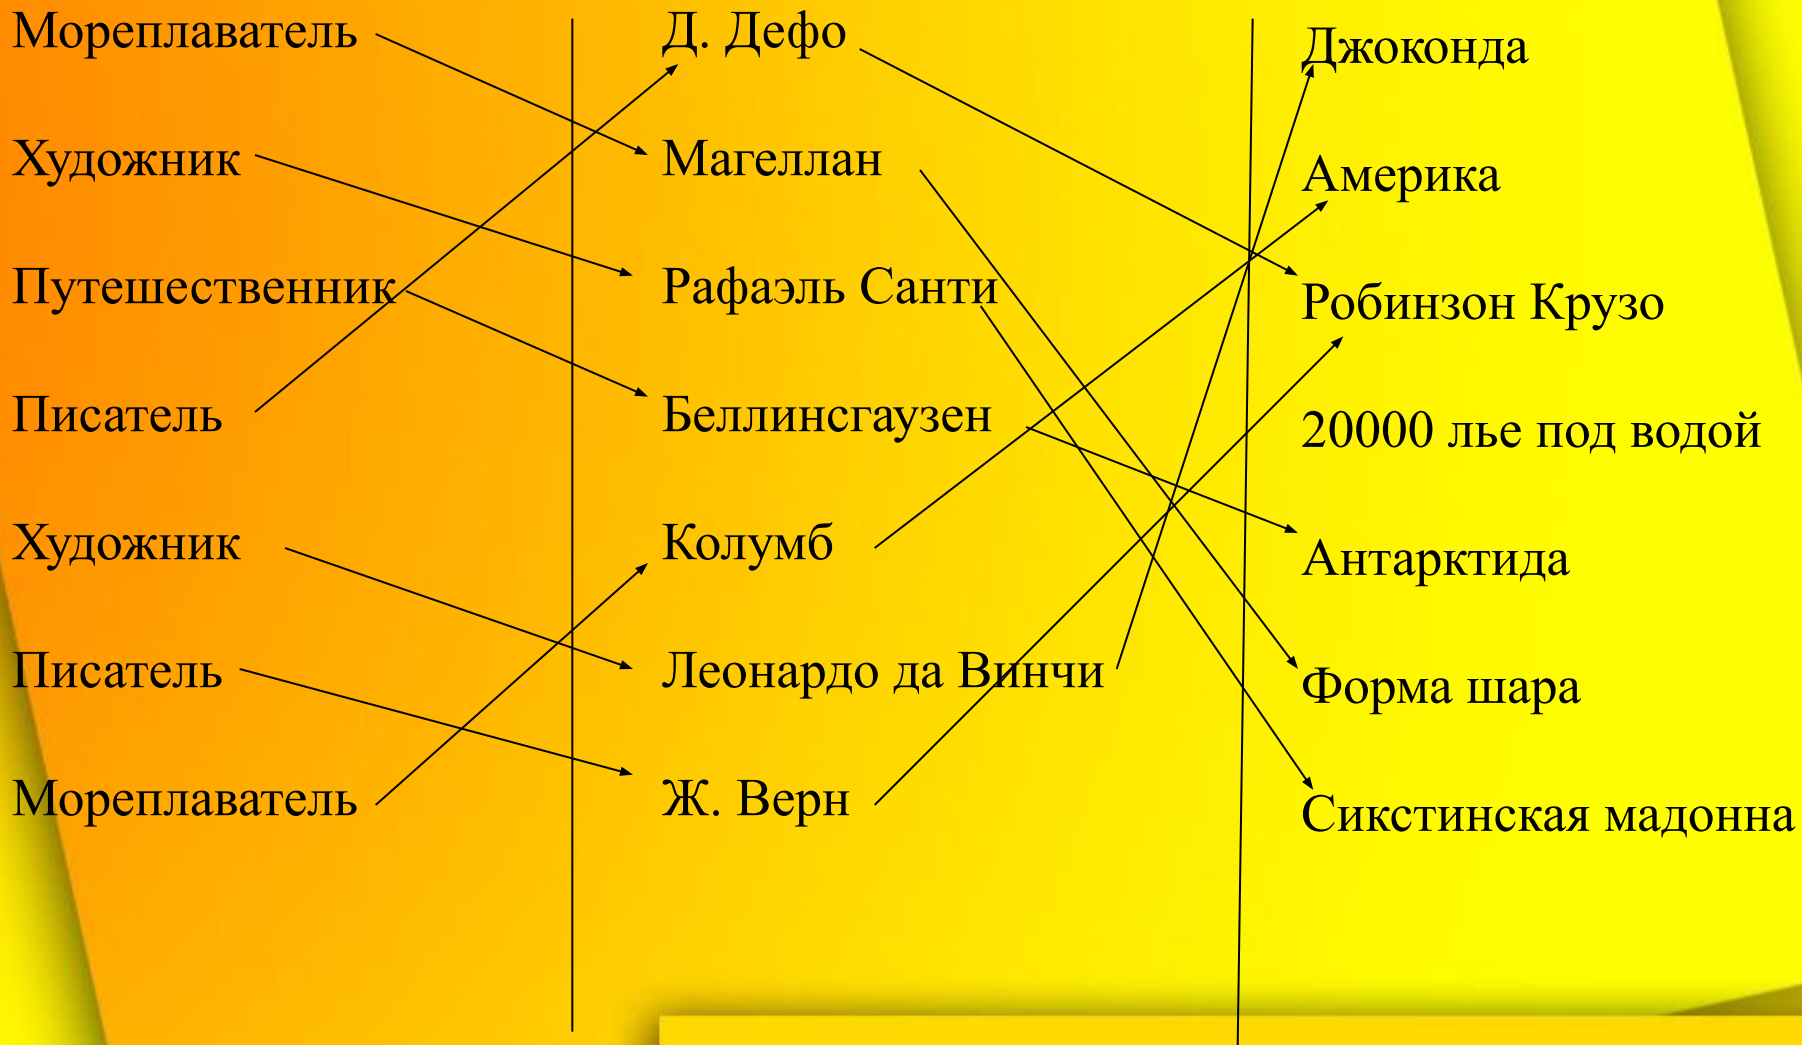 Мореплаватель
Художник
Путешественник
Писатель
Художник
Писатель
Мореплаватель
Д. Дефо
Магеллан
Рафаэль Санти
Беллинсгаузен
Колумб
Леонардо да Винчи
Ж. Верн
Джоконда
Америка
Робинзон Крузо
20000 лье под водой
Антарктида
Форма шара
Сикстинская мадонна